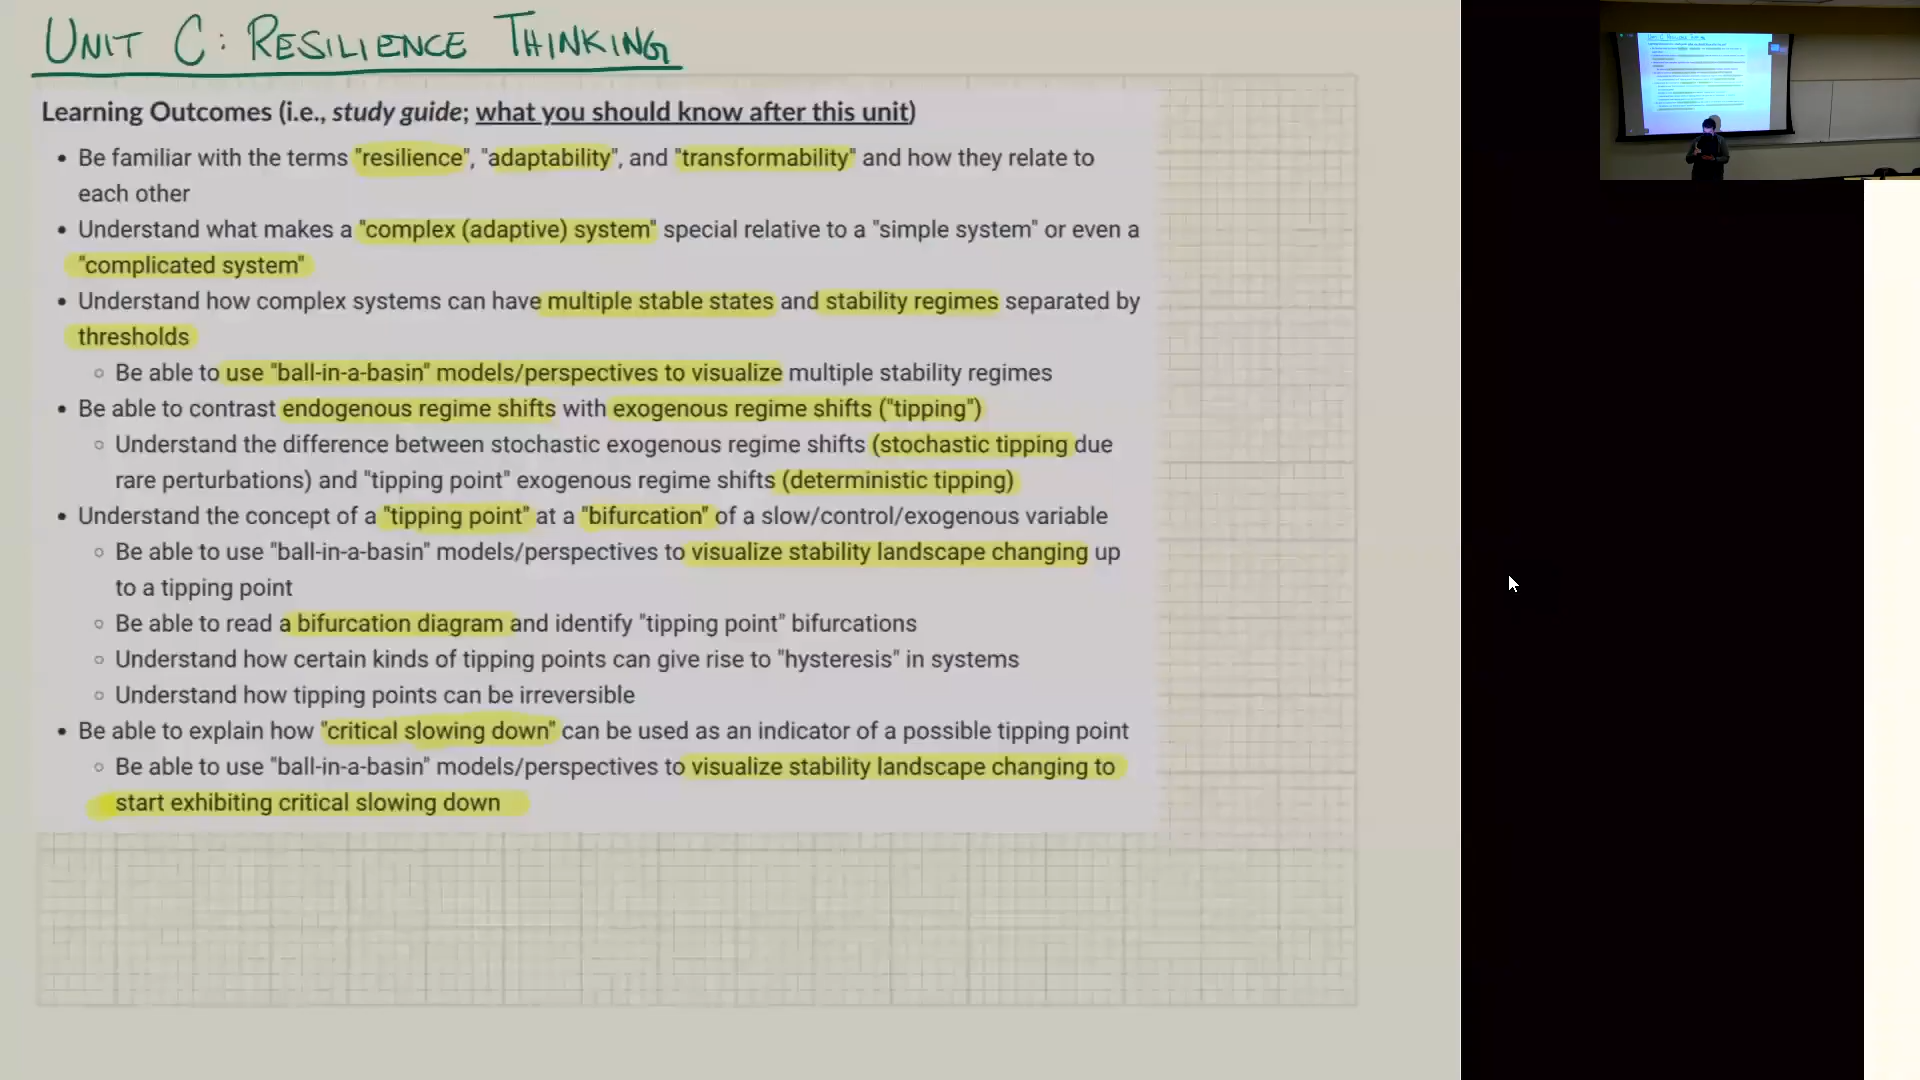 UNIT C: RESILIENCE THINKING
Learning Outcomes (i.e., study guide; what you should know after this unit)
• Be familiar with the terms "resilience", "adaptability", and "transformability" and how they relate to
each other
• Understand what makes a "complex (adaptive) system" special relative to a "simple system" or even a
"complicated system"
• Understand how complex systems can have multiple stable states and stability regimes separated by
thresholds
◦ Be able to use "ball-in-a-basin" models/perspectives to visualize multiple stability regimes
• Be able to contrast endogenous regime shifts with exogenous regime shifts ("tipping")
◦ Understand the difference between stochastic exogenous regime shifts (stochastic tipping due
rare perturbations) and "tipping point" exogenous regime shifts (deterministic tipping)
• Understand the concept of a "tipping point" at a "bifurcation" of a slow/control/exogenous variable
◦ Be able to use "ball-in-a-basin" models/perspectives to visualize stability landscape changing up
to a tipping point
◦ Be able to read a bifurcation diagram and identify "tipping point" bifurcations
◦ Understand how certain kinds of tipping points can give rise to "hysteresis" in systems
◦ Understand how tipping points can be irreversible
• Be able to explain how "critical slowing down" can be used as an indicator of a possible tipping point
◦ Be able to use "ball-in-a-basin" models/perspectives to visualize stability landscape changing to
start exhibiting critical slowing down